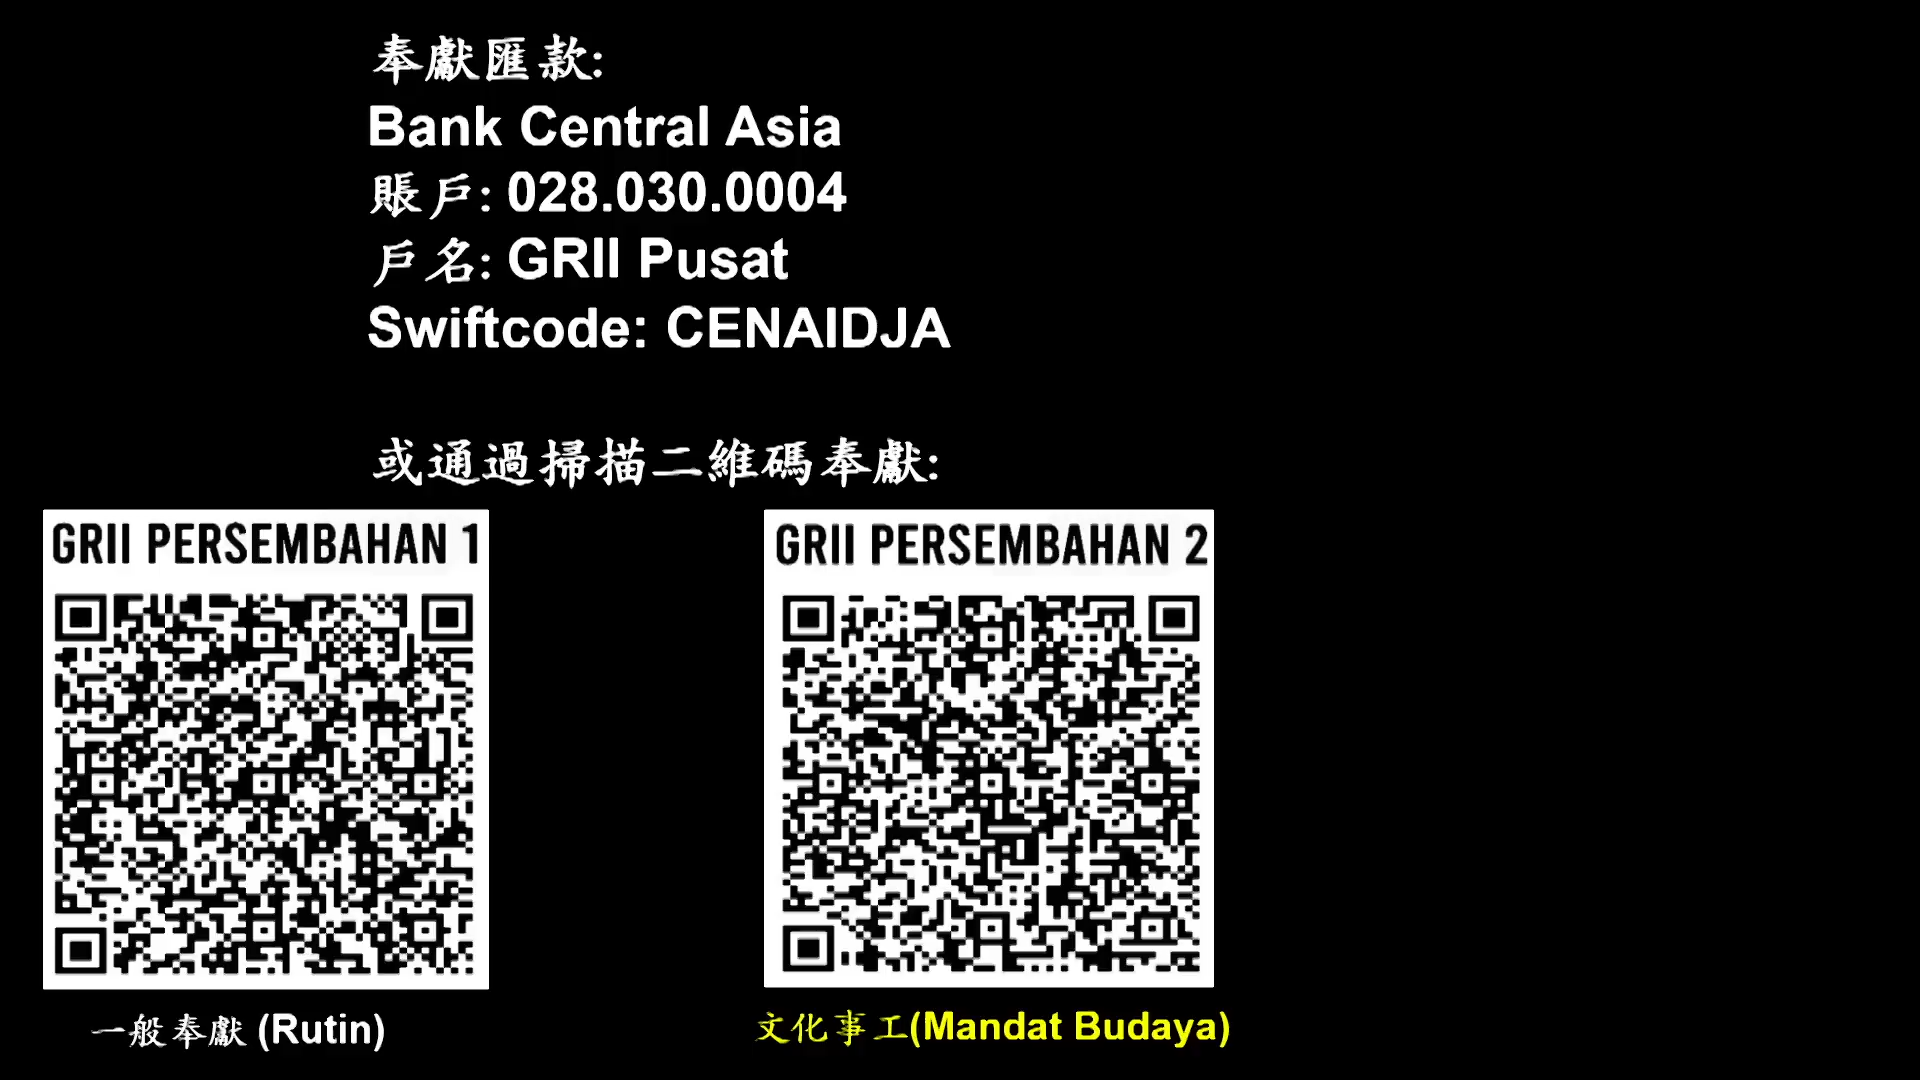 奉獻匯款:
Bank Central Asia
賬戶: 028.030.0004
戶名: GRII Pusat
Swiftcode: CENAIDJA
或通過掃描二維碼奉獻:
GRII PERSEMBAHAN 1
GRII PERSEMBAHAN 2
一般奉獻 (Rutin)
文化事工(Mandat Budaya)